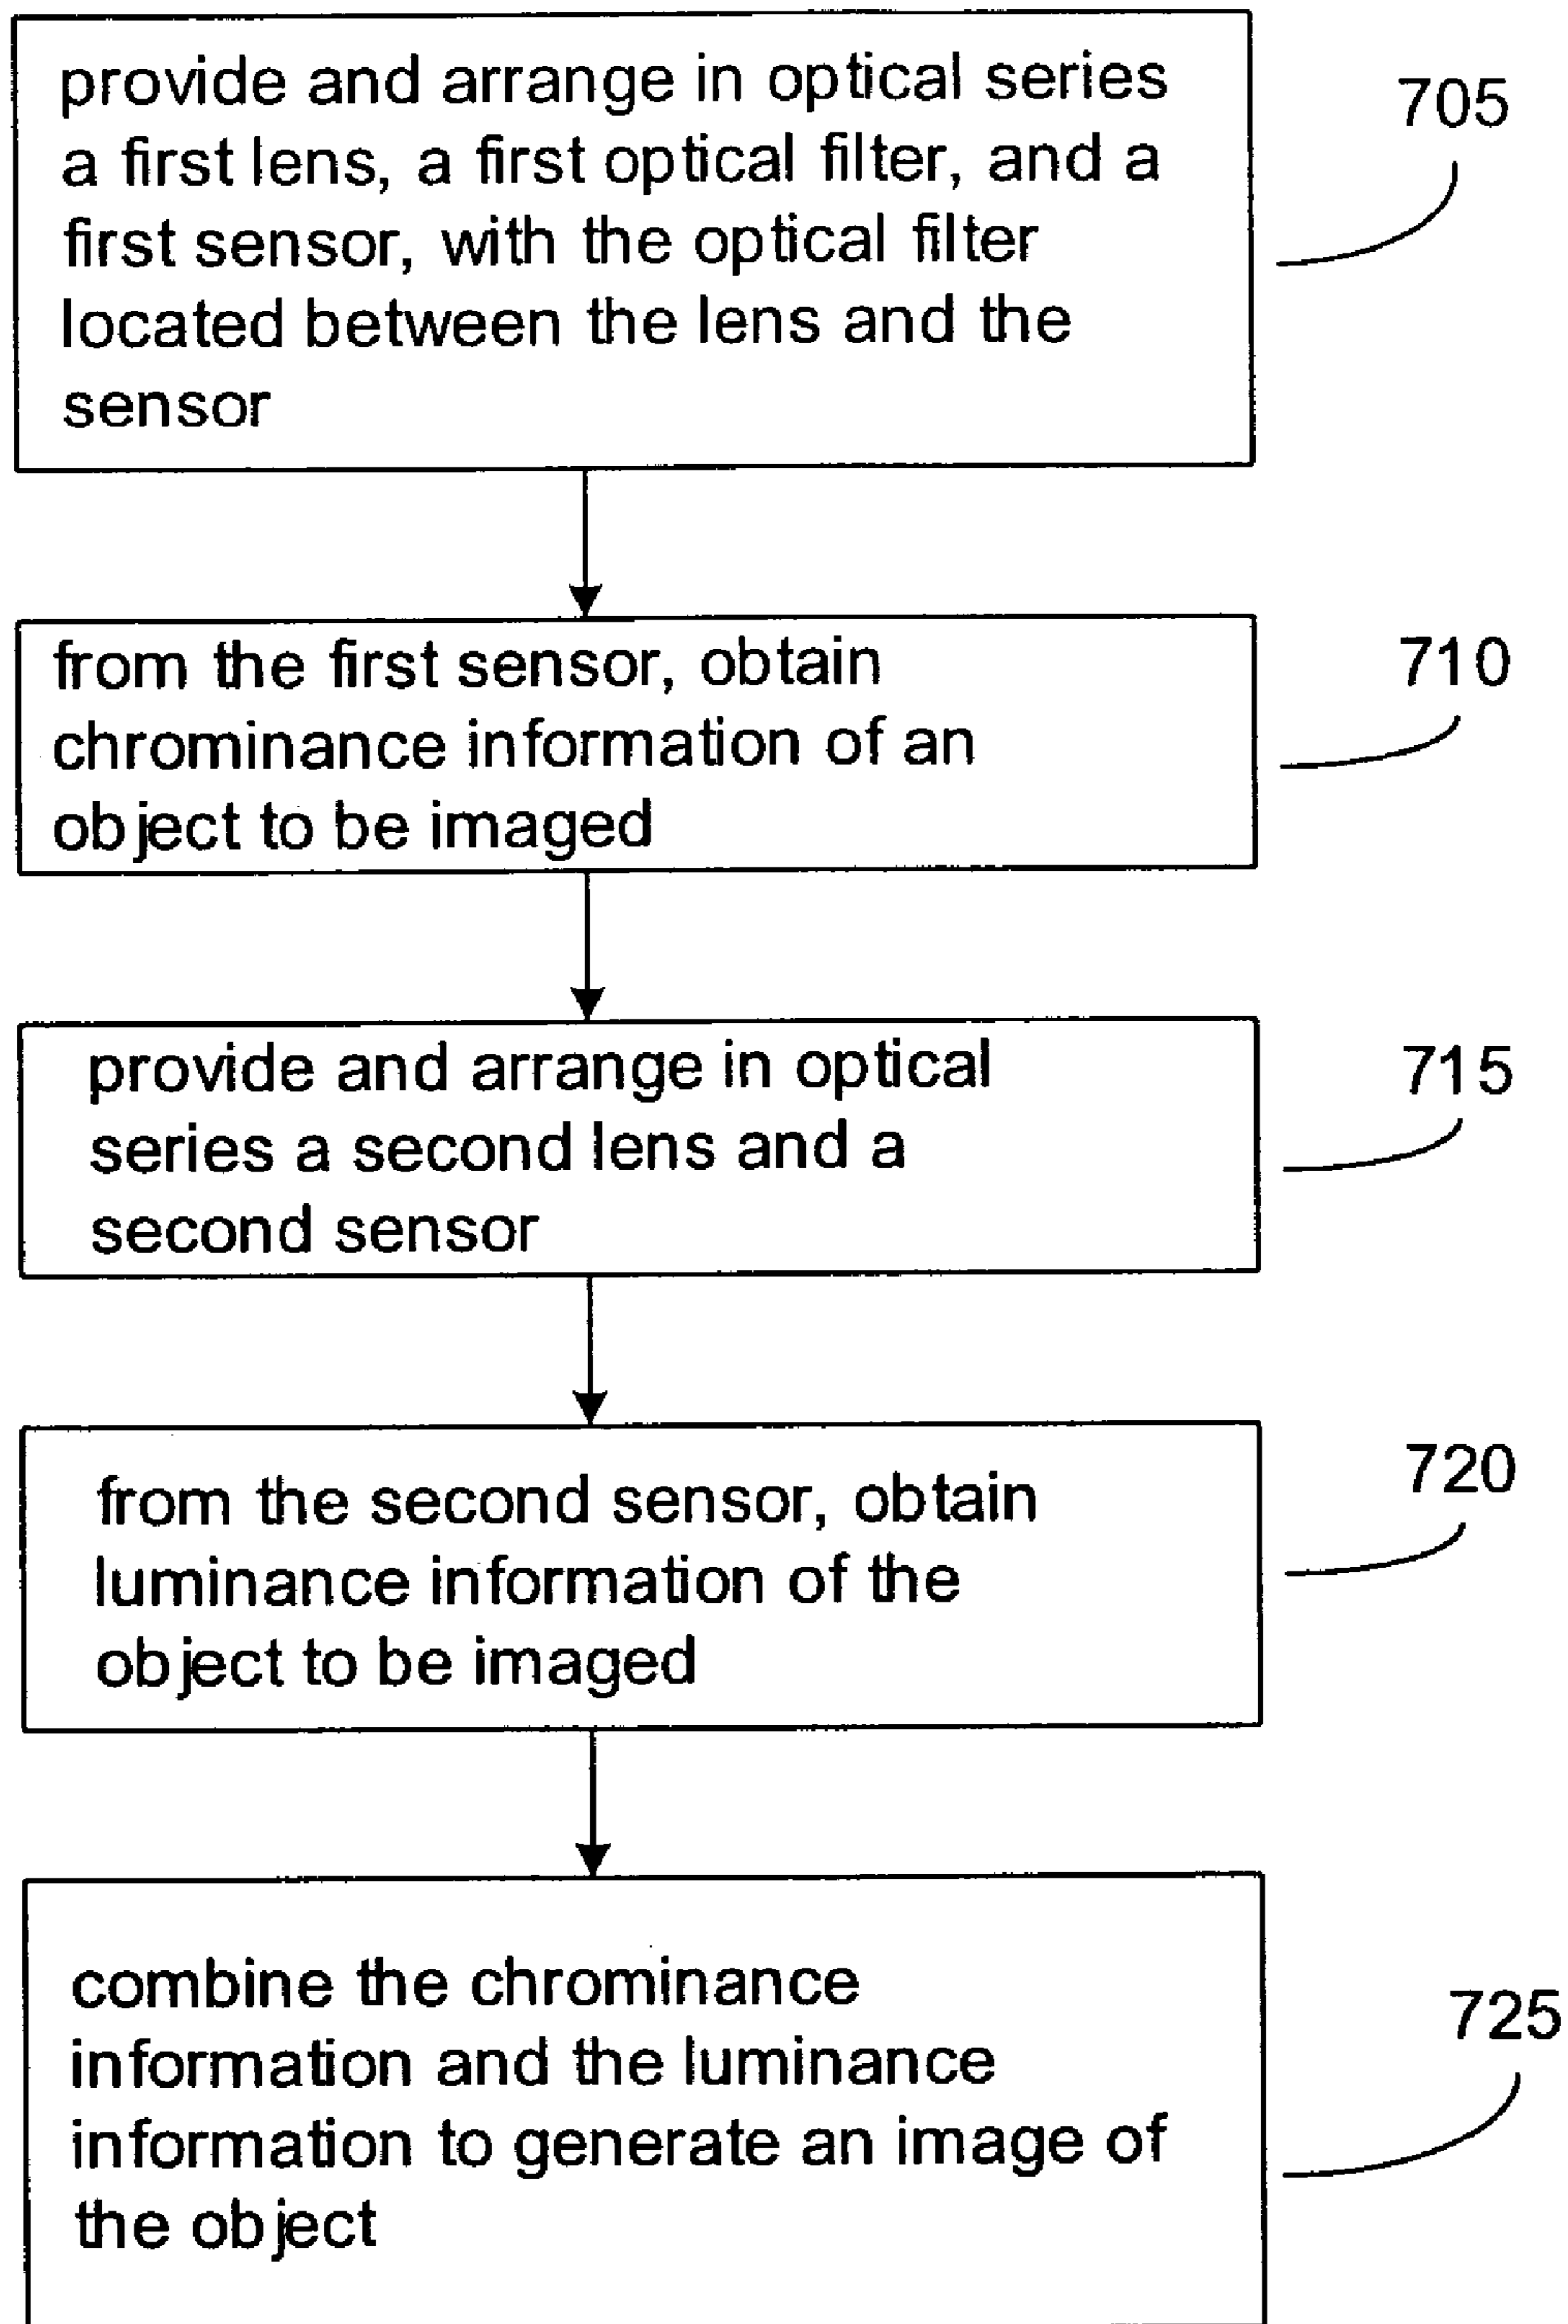 provide and arrange in optical series
a first lens, a first optical filter, and a
first sensor, with the optical filter
located between the lens and the
sensor
705
from the first sensor, obtain
chrominance information of an
object to be imaged
710
provide and arrange in optical
series a second lens and a
second sensor
715
from the second sensor, obtain
luminance information of the
object to be imaged
720
combine the chrominance
information and the luminance
information to generate an image of
the object
725